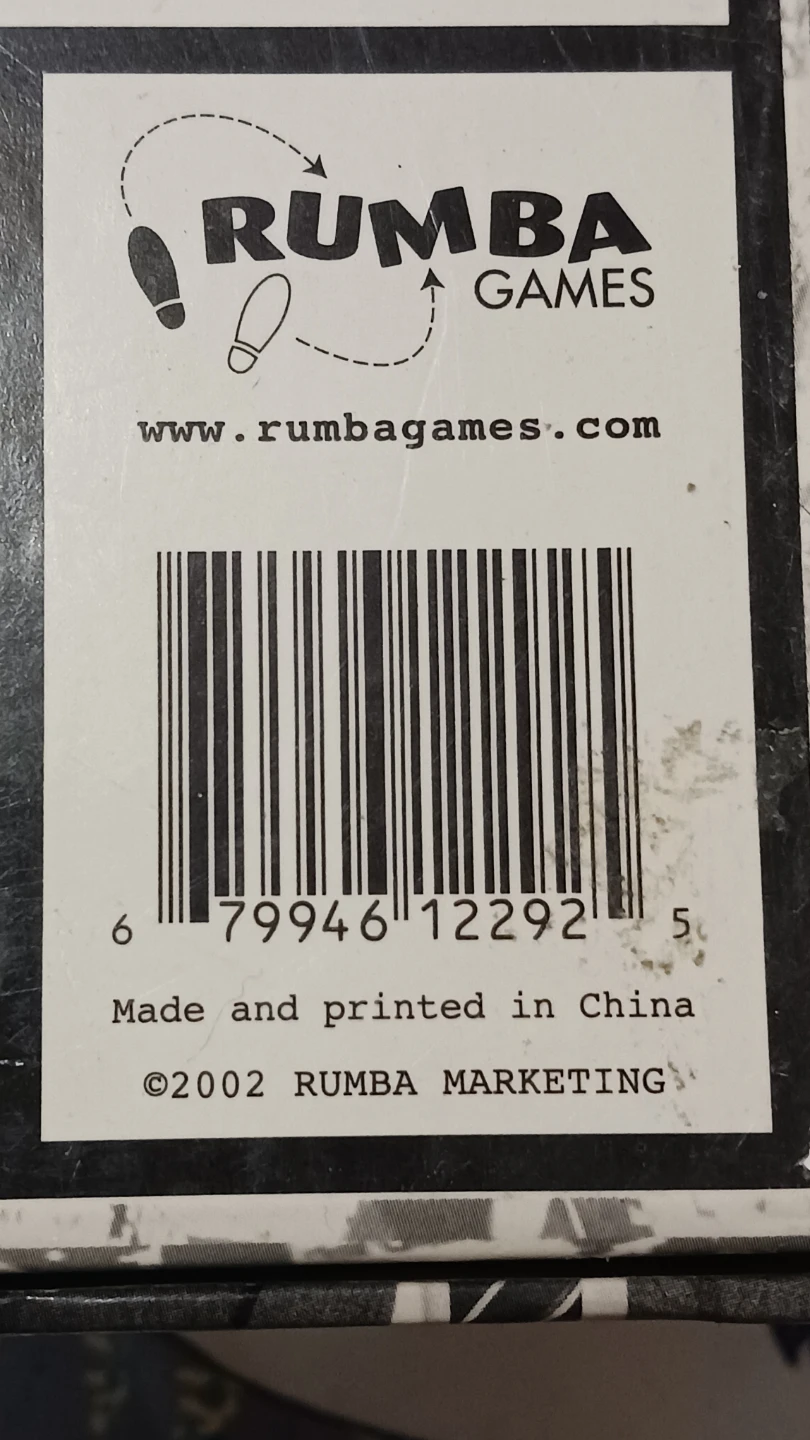 RUMBA
GAMES
www.rumbagames.com
6 79946 12292 5
Made and printed in China
©2002 RUMBA MARKETING